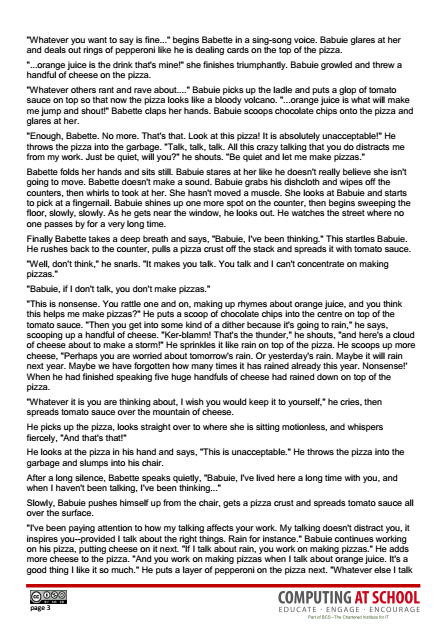 "Whatever you want to say is fine..." begins Babette in a sing-song voice. Babuie glares at her
and deals out rings of pepperoni like he is dealing cards on the top of the pizza.
"...orange juice is the drink that's mine!" she finishes triumphantly. Babuie growled and threw a
handful of cheese on the pizza.
"Whatever others rant and rave about...." Babuie picks up the ladle and puts a glop of tomato
sauce on top so that now the pizza looks like a bloody volcano. "...orange juice is what will make
me jump and shout!" Babette claps her hands. Babuie scoops chocolate chips onto the pizza and
glares at her.
"Enough, Babette. No more. That's that. Look at this pizza! It is absolutely unacceptable!" He
throws the pizza into the garbage. "Talk, talk, talk. All this crazy talking that you do distracts me
from my work. Just be quiet, will you?" he shouts. "Be quiet and let me make pizzas."
Babette folds her hands and sits still. Babuie stares at her like he doesn't really believe she isn't
going to move. Babette doesn't make a sound. Babuie grabs his dishcloth and wipes off the
counters, then whirls to took at her. She hasn't moved a muscle. She looks at Babuie and starts
to pick at a fingernail. Babuie shines up one more spot on the counter, then begins sweeping the
floor, slowly, slowly. As he gets near the window, he looks out. He watches the street where no
one passes by for a very long time.
Finally Babette takes a deep breath and says, "Babuie, I've been thinking." This startles Babuie.
He rushes back to the counter, pulls a pizza crust off the stack and spreads it with tomato sauce.
"Well, don't think," he snarls. "It makes you talk. You talk and I can't concentrate on making
pizzas."
"Babuie, if I don't talk, you don't make pizzas."
"This is nonsense. You rattle one and on, making up rhymes about orange juice, and you think
this helps me make pizzas?" He puts a scoop of chocolate chips into the centre on top of the
tomato sauce. "Then you get into some kind of a dither because it's going to rain," he says,
scooping up a handful of cheese. "Ker-blamm! That's the thunder," he shouts, "and here's a cloud
of cheese about to make a storm!" He sprinkles it like rain on top of the pizza. He scoops up more
cheese, "Perhaps you are worried about tomorrow's rain. Or yesterday's rain. Maybe it will rain
next year. Maybe we have forgotten how many times it has rained already this year. Nonsense!'
When he had finished speaking five huge handfuls of cheese had rained down on top of the
pizza.
"Whatever it is you are thinking about, I wish you would keep it to yourself," he cries, then
spreads tomato sauce over the mountain of cheese.
He picks up the pizza, looks straight over to where she is sitting motionless, and whispers
fiercely, "And that's that!"
He looks at the pizza in his hand and says, "This is unacceptable." He throws the pizza into the
garbage and slumps into his chair.
After a long silence, Babette speaks quietly, "Babuie, I've lived here a long time with you, and
when I haven't been talking, I've been thinking..."
Slowly, Babuie pushes himself up from the chair, gets a pizza crust and spreads tomato sauce all
over the surface.
"I've been paying attention to how my talking affects your work. My talking doesn't distract you, it
inspires you--provided I talk about the right things. Rain for instance." Babuie continues working
on his pizza, putting cheese on it next. "If I talk about rain, you work on making pizzas." He adds
more cheese to the pizza. "And you work on making pizzas when I talk about orange juice. It's a
good thing I like it so much." He puts a layer of pepperoni on the pizza next. "Whatever else I talk
page 3
COMPUTING AT SCHOOL
EDUCATE · ENGAGE · ENCOURAGE
Part of BCS - The Chartered Institute for IT